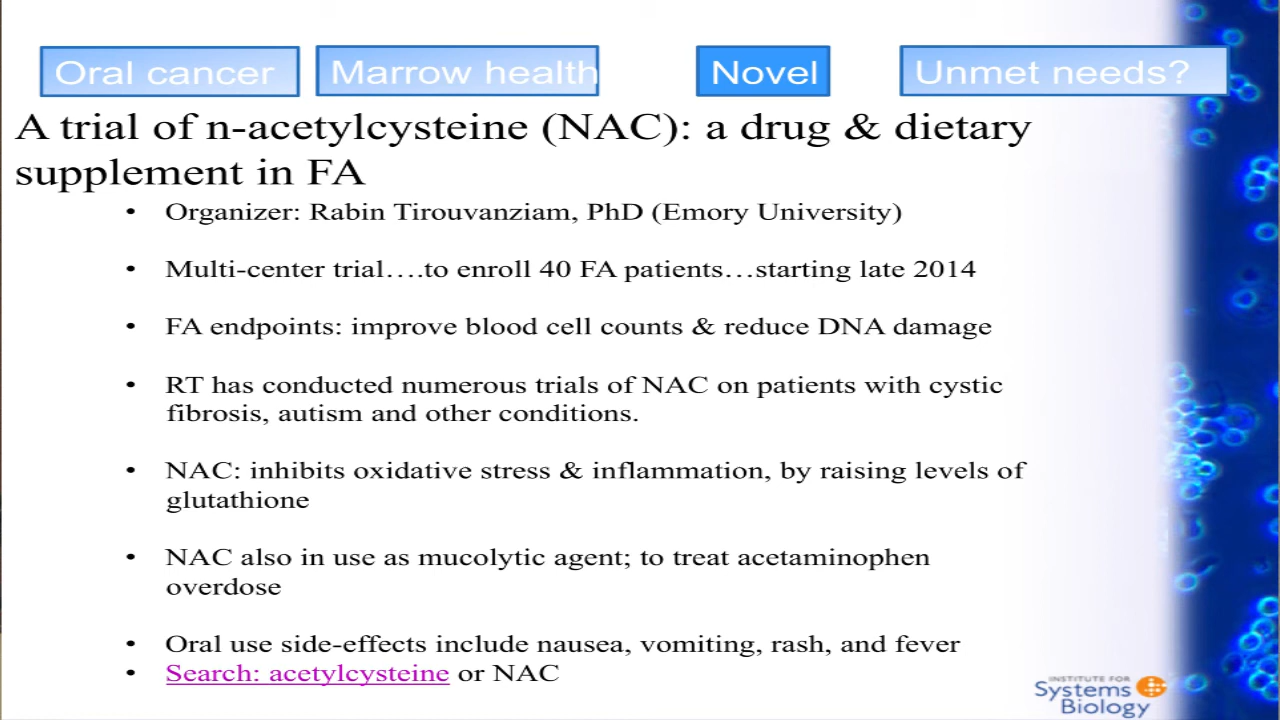 Oral cancer
Marrow health
Novel
Unmet needs?
A trial of n-acetylcysteine (NAC): a drug & dietary
supplement in FA
• Organizer: Rabin Tirouvanziam, PhD (Emory University)
• Multi-center trial….to enroll 40 FA patients…starting late 2014
• FA endpoints: improve blood cell counts & reduce DNA damage
• RT has conducted numerous trials of NAC on patients with cystic
fibrosis, autism and other conditions.
• NAC: inhibits oxidative stress & inflammation, by raising levels of
glutathione
• NAC also in use as mucolytic agent; to treat acetaminophen
overdose
• Oral use side-effects include nausea, vomiting, rash, and fever
• Search: acetylcysteine or NAC
INSTITUTE FOR
Systems
Biology